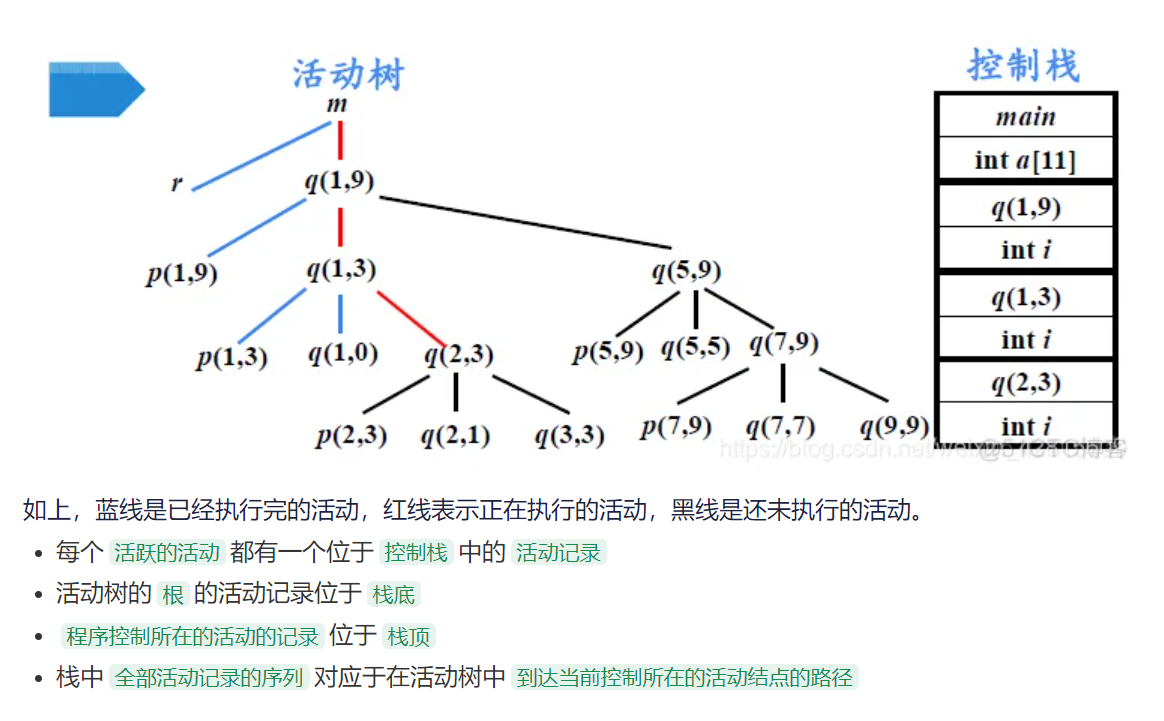 活动树
控制栈
m
main
int a[11]
r
q(1,9)
q(1,9)
int i
p(1,9)
q(1,3)
q(5,9)
q(1,3)
int i
p(1,3)
q(1,0)
q(2,3)
p(5,9)
q(5,5)
q(7,9)
q(2,3)
int i
p(2,3)
q(2,1)
q(3,3)
p(7,9)
q(7,7)
q(9,9)
https://blog.csdn.net/wei
@51CTO博客
如上，蓝线是已经执行完的活动，红线表示正在执行的活动，黑线是还未执行的活动。
• 每个 活跃的活动 都有一个位于 控制栈 中的 活动记录
• 活动树的 根 的活动记录位于 栈底
• 程序控制所在的活动的记录 位于 栈顶
• 栈中 全部活动记录的序列 对应于在活动树中 到达当前控制所在的活动结点的路径